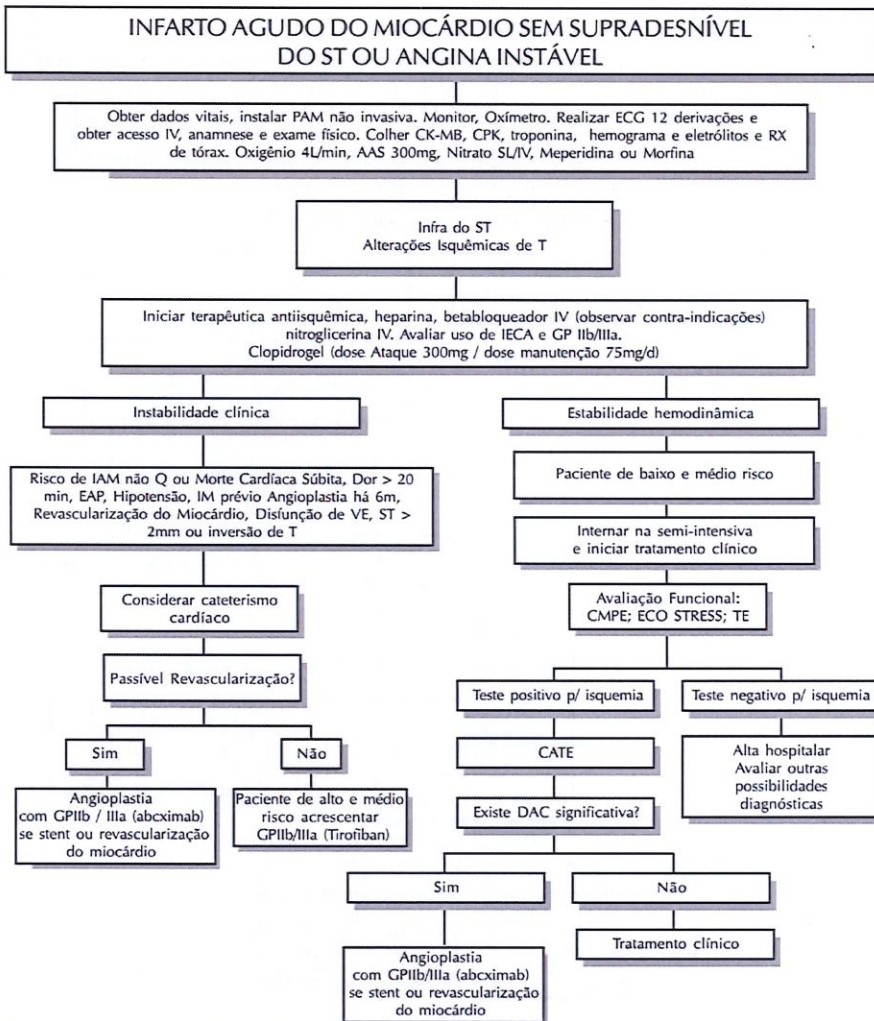 INFARTO AGUDO DO MIOCÁRDIO SEM SUPRADESNÍVEL
DO ST OU ANGINA INSTÁVEL
Obter dados vitais, instalar PAM não invasiva. Monitor, Oxímetro. Realizar ECG 12 derivações e
obter acesso IV, anamnese e exame físico. Colher CK-MB, CPK, troponina, hemograma e eletrólitos e RX
de tórax. Oxigênio 4L/min, AAS 300mg, Nitrato SL/IV, Meperidina ou Morfina
Infra do ST
Alterações Isquêmicas de T
Iniciar terapêutica antiisquêmica, heparina, betabloqueador IV (observar contra-indicações)
nitroglicerina IV. Avaliar uso de IECA e GP IIb/IIIa.
Clopidrogel (dose Ataque 300mg / dose manutenção 75mg/d)
Instabilidade clínica
Risco de IAM não Q ou Morte Cardíaca Súbita, Dor > 20
min, EAP, Hipotensão, IM prévio Angioplastia há 6m,
Revascularização do Miocárdio, Disfunção de VE, ST >
2mm ou inversão de T
Considerar cateterismo
cardíaco
Passível Revascularização?
Sim
Angioplastia
com GPIIb / IIIa (abcximab)
se stent ou revascularização
do miocárdio
Não
Paciente de alto e médio
risco acrescentar
GPIIb/IIIa (Tirofiban)
Estabilidade hemodinâmica
Paciente de baixo e médio risco
Internar na semi-intensiva
e iniciar tratamento clínico
Avaliação Funcional:
CMPE; ECO STRESS; TE
Teste positivo p/ isquemia
CATE
Existe DAC significativa?
Sim
Angioplastia
com GPIIb/IIIa (abcximab)
se stent ou revascularização
do miocárdio
Não
Tratamento clínico
Teste negativo p/ isquemia
Alta hospitalar
Avaliar outras
possibilidades
diagnósticas